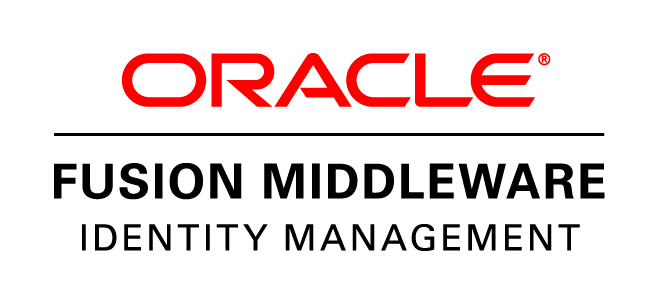 ORACLE®
FUSION MIDDLEWARE
IDENTITY MANAGEMENT